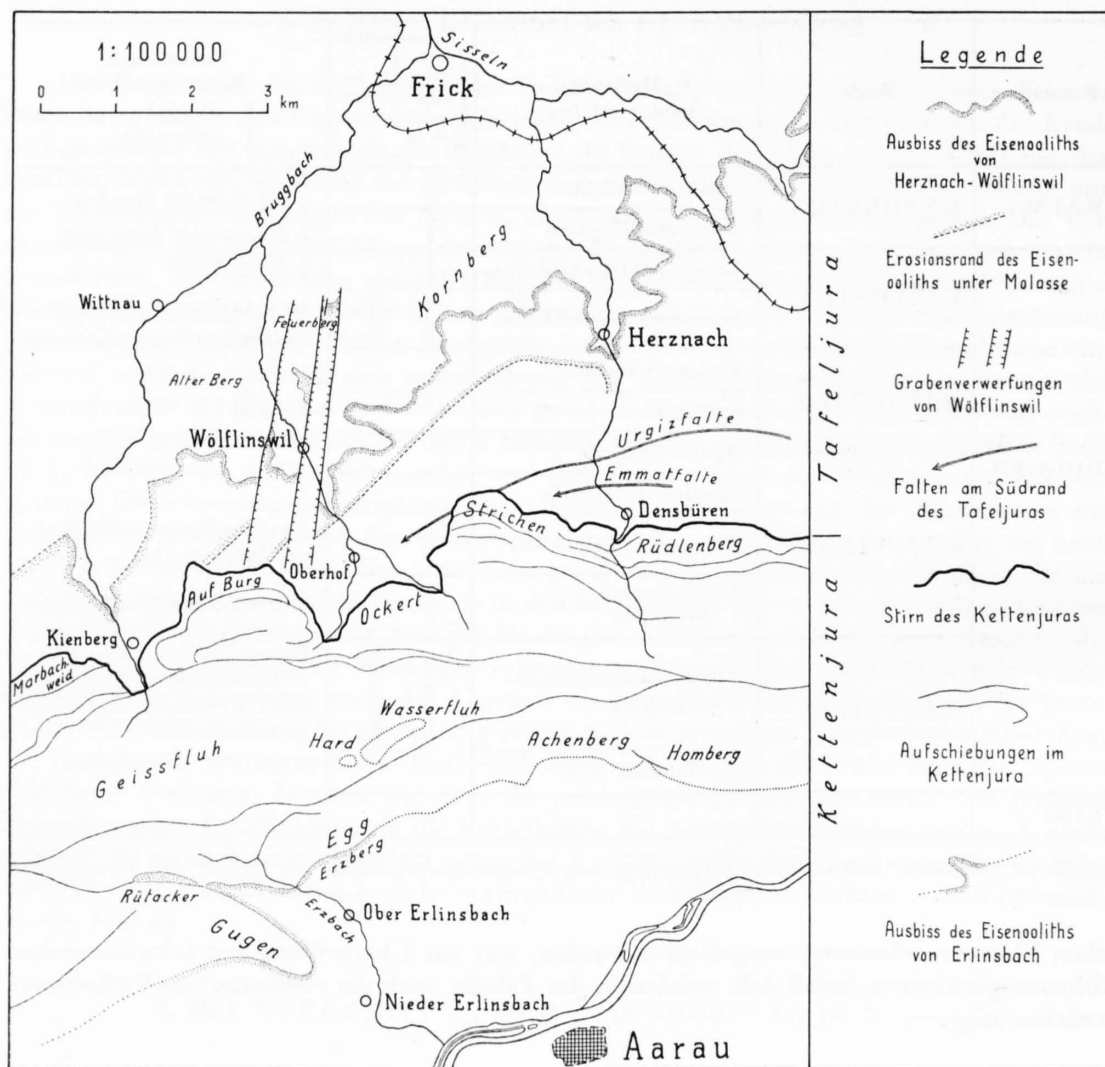 1:100 000
0 1 2 3 km
Sisseln
Frick
Bruggbach
Kornberg
Wittnau
Feuerberg
Herznach
Alter Berg
Wölflinswil
Urgizfalte
Emmatfalte
Strichen
Densbüren
Rüdlenberg
Oberhof
Auf Burg
Ockert
Kienberg
Marbach-
weid
Wasserfluh
Hard
Achenberg
Homberg
Geissfluh
Egg
Erzberg
Rütacker
Erzbach
Ober Erlinsbach
Gugen
Nieder Erlinsbach
Aarau
Tafeljura
Kettenjura
Legende
Ausbiss des Eisenooliths
von
Herznach-Wölflinswil
Erosionsrand des Eisen-
ooliths unter Molasse
Grabenverwerfungen
von Wölflinswil
Falten am Südrand
des Tafeljuras
Stirn des Kettenjuras
Aufschiebungen im
Kettenjura
Ausbiss des Eisenooliths
von Erlinsbach